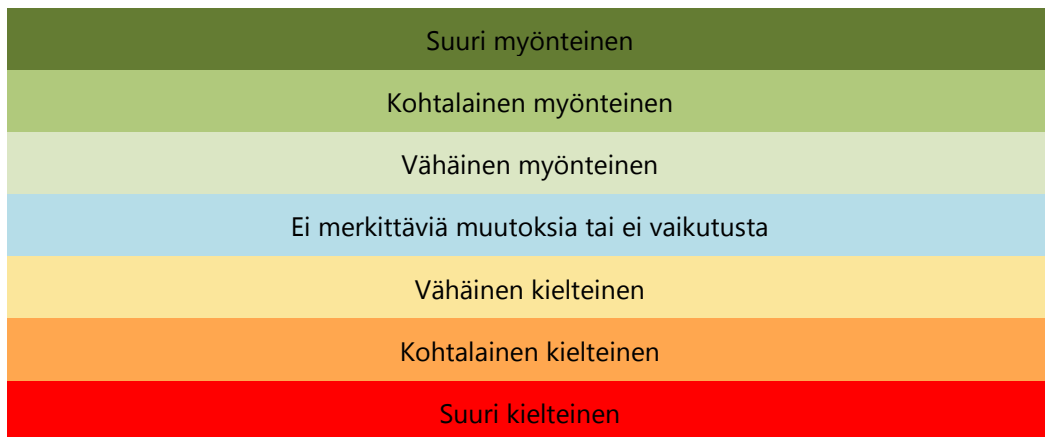 Suuri myönteinen
Kohtalainen myönteinen
Vähäinen myönteinen
Ei merkittäviä muutoksia tai ei vaikutusta
Vähäinen kielteinen
Kohtalainen kielteinen
Suuri kielteinen